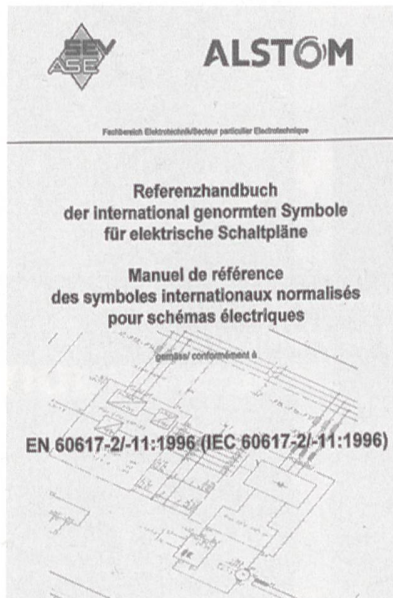 SEV
ASE
ALSTOM
Fachbereich Elektrotechnik/Secteur particulier Electrotechnique
Referenzhandbuch
der international genormten Symbole
für elektrische Schaltpläne
Manuel de référence
des symboles internationaux normalisés
pour schémas électriques
gemäss/ conformément à
EN 60617-2/-11:1996 (IEC 60617-2/-11:1996)